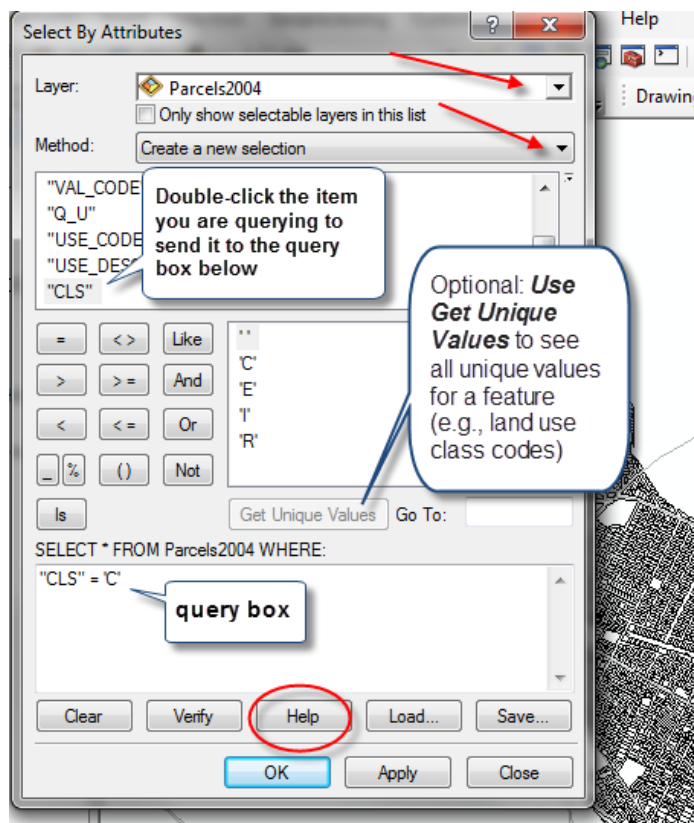 Select By Attributes
? X
Help
Layer: Parcels2004
Only show selectable layers in this list
Drawin
Method: Create a new selection
"VAL_CODE
"Q_U"
"USE_CODE
"USE_DES
"CLS"
Double-click the item
you are querying to
send it to the query
box below
Optional: Use
Get Unique
Values to see
all unique values
for a feature
(e.g., land use
class codes)
= <> Like
> >= And
< <= Or
_ % () Not
Is
' '
'C'
'E'
'I'
'R'
Get Unique Values Go To:
SELECT * FROM Parcels2004 WHERE:
"CLS" = 'C'
query box
Clear Verify Help Load... Save...
OK Apply Close